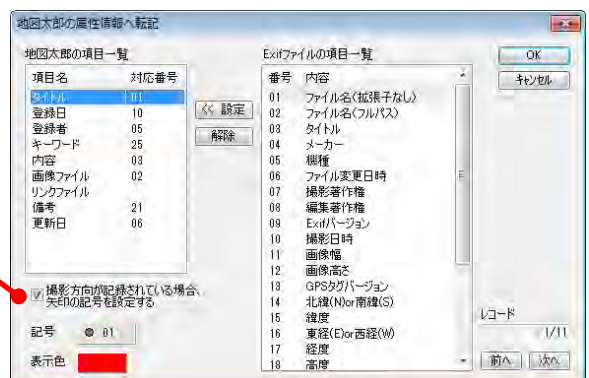 地図太郎の属性情報へ転記
地図太郎の項目一覧
項目名 対応番号
タイトル 01
登録日 10
登録者 05
キーワード 25
内容 03
画像ファイル 02
リンクファイル
備考 21
更新日 06
<< 設定
解除
撮影方向が記録されている場合、
矢印の記号を設定する
記号 01
表示色
Exifファイルの項目一覧
番号 内容
01 ファイル名(拡張子なし)
02 ファイル名(フルパス)
03 タイトル
04 メーカー
05 機種
06 ファイル変更日時
07 撮影著作権
08 編集著作権
09 Exifバージョン
10 撮影日時
11 画像幅
12 画像高さ
13 GPSタグバージョン
14 北緯(N)or南緯(S)
15 緯度
16 東経(E)or西経(W)
17 経度
18 高度
OK
キャンセル
レコード
1/11
前へ 次へ